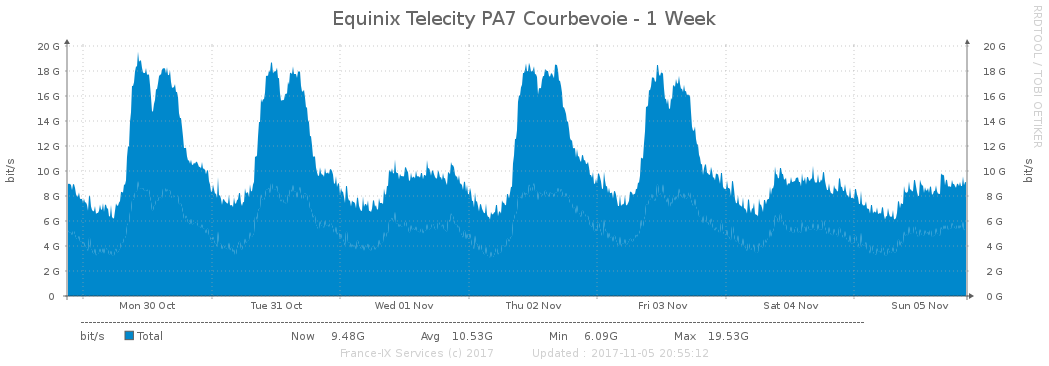 Equinix Telecity PA7 Courbevoie - 1 Week
RRDTOOL / TOBI OETIKER
20 G 20 G
18 G 18 G
16 G 16 G
14 G 14 G
12 G 12 G
10 G 10 G
8 G 8 G
6 G 6 G
4 G 4 G
2 G 2 G
0 0 G
bit/s bit/s
Mon 30 Oct Tue 31 Oct Wed 01 Nov Thu 02 Nov Fri 03 Nov Sat 04 Nov Sun 05 Nov
bit/s Total Now 9.48G Avg 10.53G Min 6.09G Max 19.53G
France-IX Services (c) 2017 Updated : 2017-11-05 20:55:12